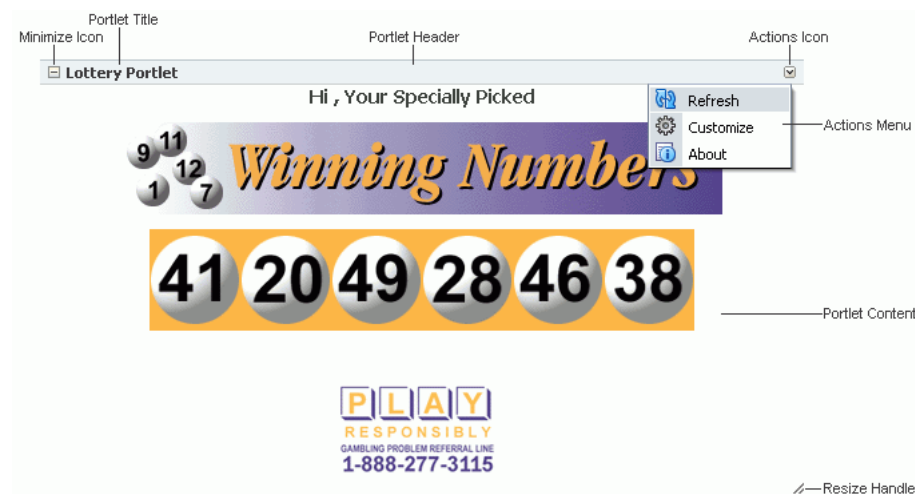 Portlet Title
Minimize Icon
Portlet Header
Actions Icon
Lottery Portlet
Hi , Your Specially Picked
Refresh
Customize
About
Actions Menu
9 11 12 1 7
Winning Numbers
41 20 49 28 46 38
Portlet Content
PLAY
RESPONSIBLY
GAMBLING PROBLEM REFERRAL LINE
1-888-277-3115
Resize Handle